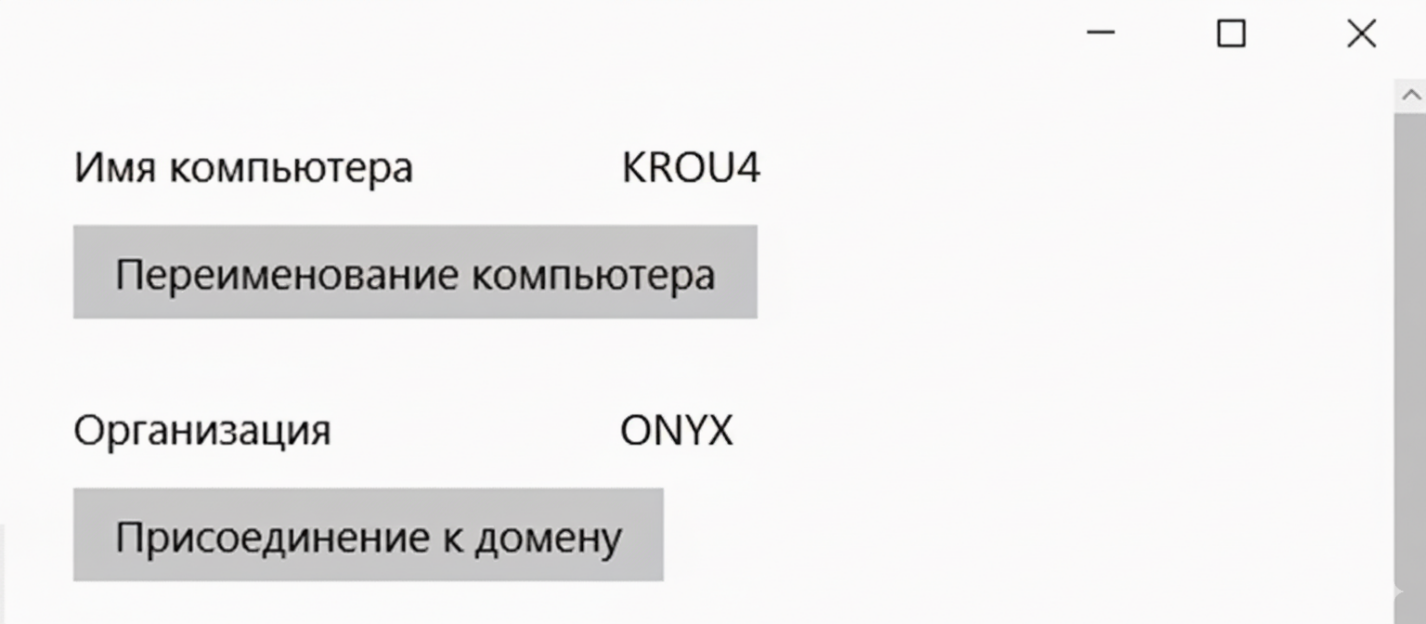 Имя компьютера KROU4
Переименование компьютера
Организация ONYX
Присоединение к домену